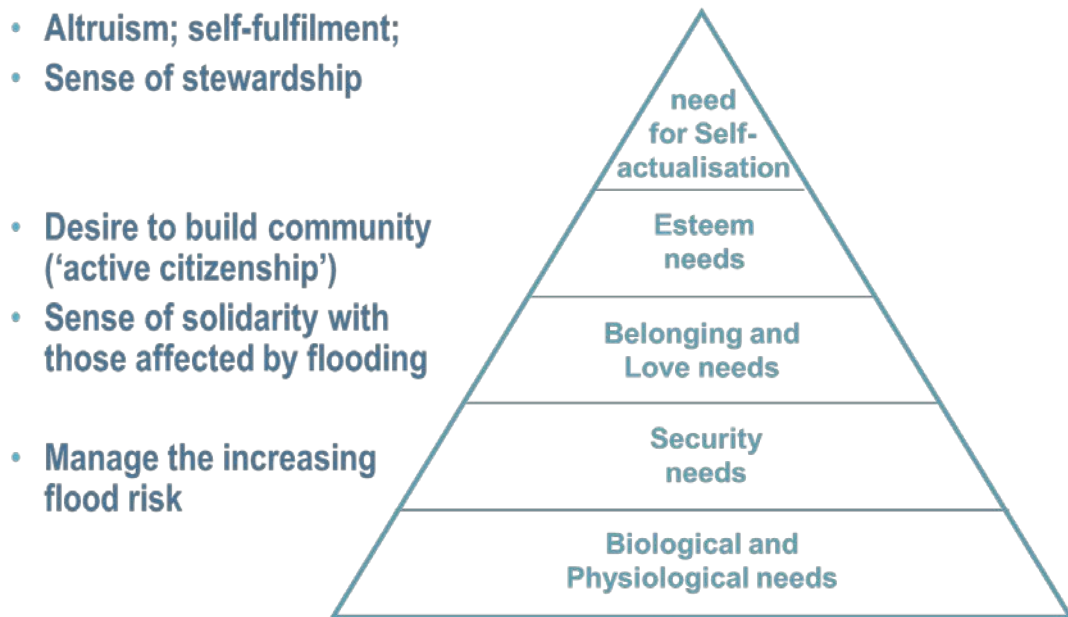 • Altruism; self-fulfilment;
• Sense of stewardship
• Desire to build community
(‘active citizenship’)
• Sense of solidarity with
those affected by flooding
• Manage the increasing
flood risk
need
for Self-
actualisation
Esteem
needs
Belonging and
Love needs
Security
needs
Biological and
Physiological needs